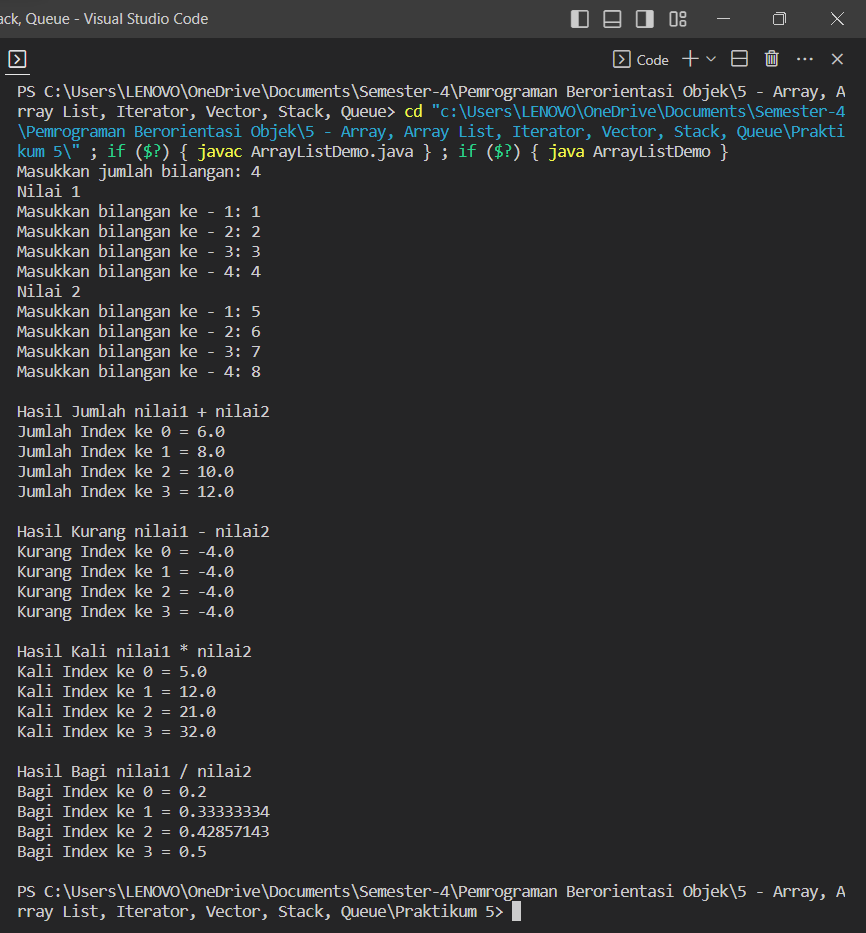 ack, Queue - Visual Studio Code
Code
PS C:\Users\LENOVO\OneDrive\Documents\Semester-4\Pemrograman Berorientasi Objek\5 - Array, A
rray List, Iterator, Vector, Stack, Queue> cd "c:\Users\LENOVO\OneDrive\Documents\Semester-4
\Pemrograman Berorientasi Objek\5 - Array, Array List, Iterator, Vector, Stack, Queue\Prakti
kum 5\" ; if ($?) { javac ArrayListDemo.java } ; if ($?) { java ArrayListDemo }
Masukkan jumlah bilangan: 4
Nilai 1
Masukkan bilangan ke - 1: 1
Masukkan bilangan ke - 2: 2
Masukkan bilangan ke - 3: 3
Masukkan bilangan ke - 4: 4
Nilai 2
Masukkan bilangan ke - 1: 5
Masukkan bilangan ke - 2: 6
Masukkan bilangan ke - 3: 7
Masukkan bilangan ke - 4: 8
Hasil Jumlah nilai1 + nilai2
Jumlah Index ke 0 = 6.0
Jumlah Index ke 1 = 8.0
Jumlah Index ke 2 = 10.0
Jumlah Index ke 3 = 12.0
Hasil Kurang nilai1 - nilai2
Kurang Index ke 0 = -4.0
Kurang Index ke 1 = -4.0
Kurang Index ke 2 = -4.0
Kurang Index ke 3 = -4.0
Hasil Kali nilai1 * nilai2
Kali Index ke 0 = 5.0
Kali Index ke 1 = 12.0
Kali Index ke 2 = 21.0
Kali Index ke 3 = 32.0
Hasil Bagi nilai1 / nilai2
Bagi Index ke 0 = 0.2
Bagi Index ke 1 = 0.33333334
Bagi Index ke 2 = 0.42857143
Bagi Index ke 3 = 0.5
PS C:\Users\LENOVO\OneDrive\Documents\Semester-4\Pemrograman Berorientasi Objek\5 - Array, A
rray List, Iterator, Vector, Stack, Queue\Praktikum 5>